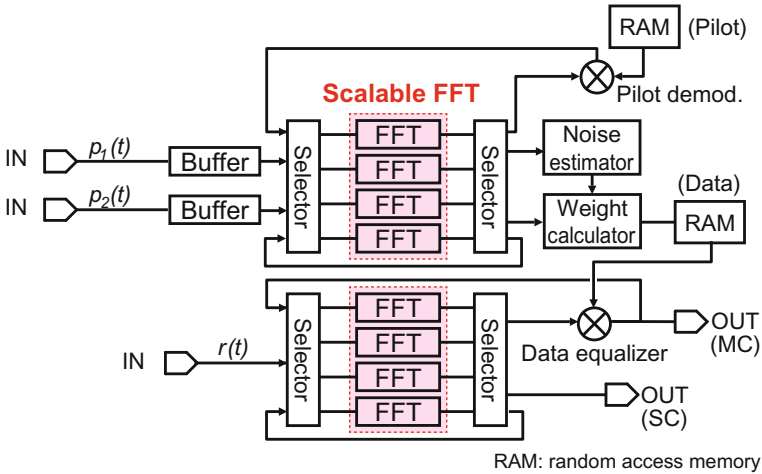 RAM (Pilot)
Scalable FFT
Pilot demod.
IN p₁(t) Buffer
IN p₂(t) Buffer
Selector
FFT
FFT
FFT
FFT
Selector
Noise
estimator
Weight
calculator
(Data)
RAM
IN r(t)
Selector
FFT
FFT
FFT
FFT
Selector
Data equalizer
OUT
(MC)
OUT
(SC)
RAM: random access memory